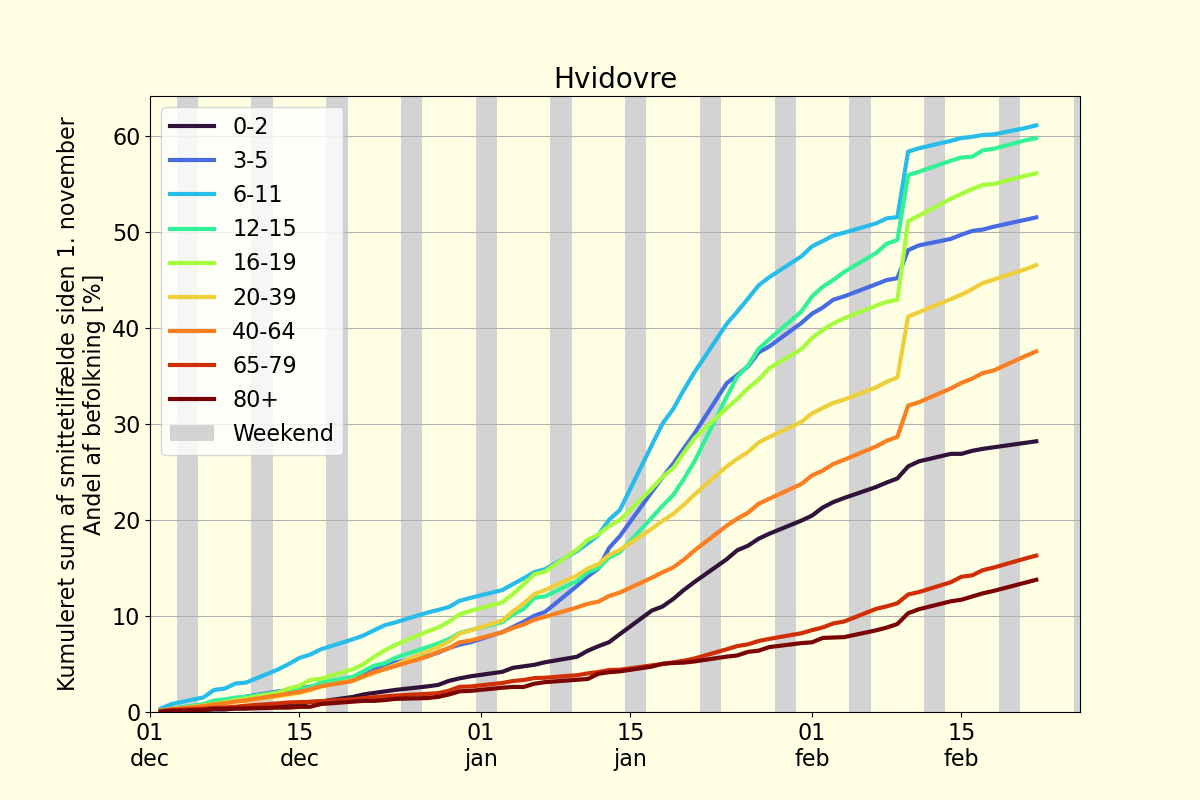 Hvidovre
Kumuleret sum af smittetilfælde siden 1. november
Andel af befolkning [%]
60
50
40
30
20
10
0
0-2
3-5
6-11
12-15
16-19
20-39
40-64
65-79
80+
Weekend
01
dec
15
dec
01
jan
15
jan
01
feb
15
feb